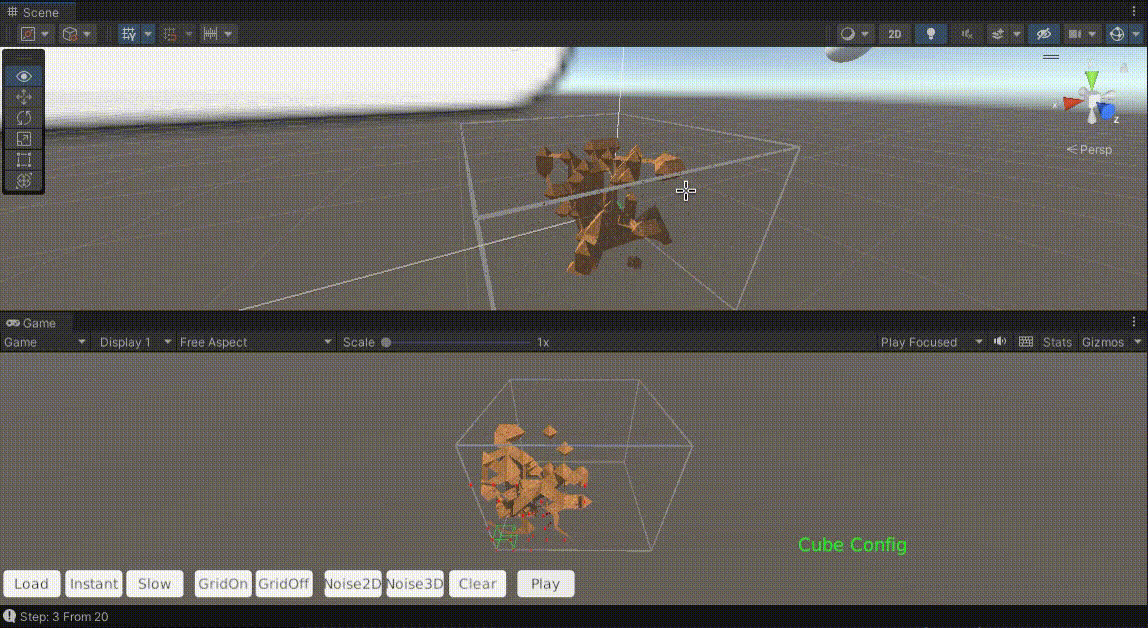 Scene
2D
x
z
Persp
Game
Game Display 1 Free Aspect Scale 1x Play Focused Stats Gizmos
Cube Config
Load Instant Slow GridOn GridOff Noise2D Noise3D Clear Play
Step: 3 From 20